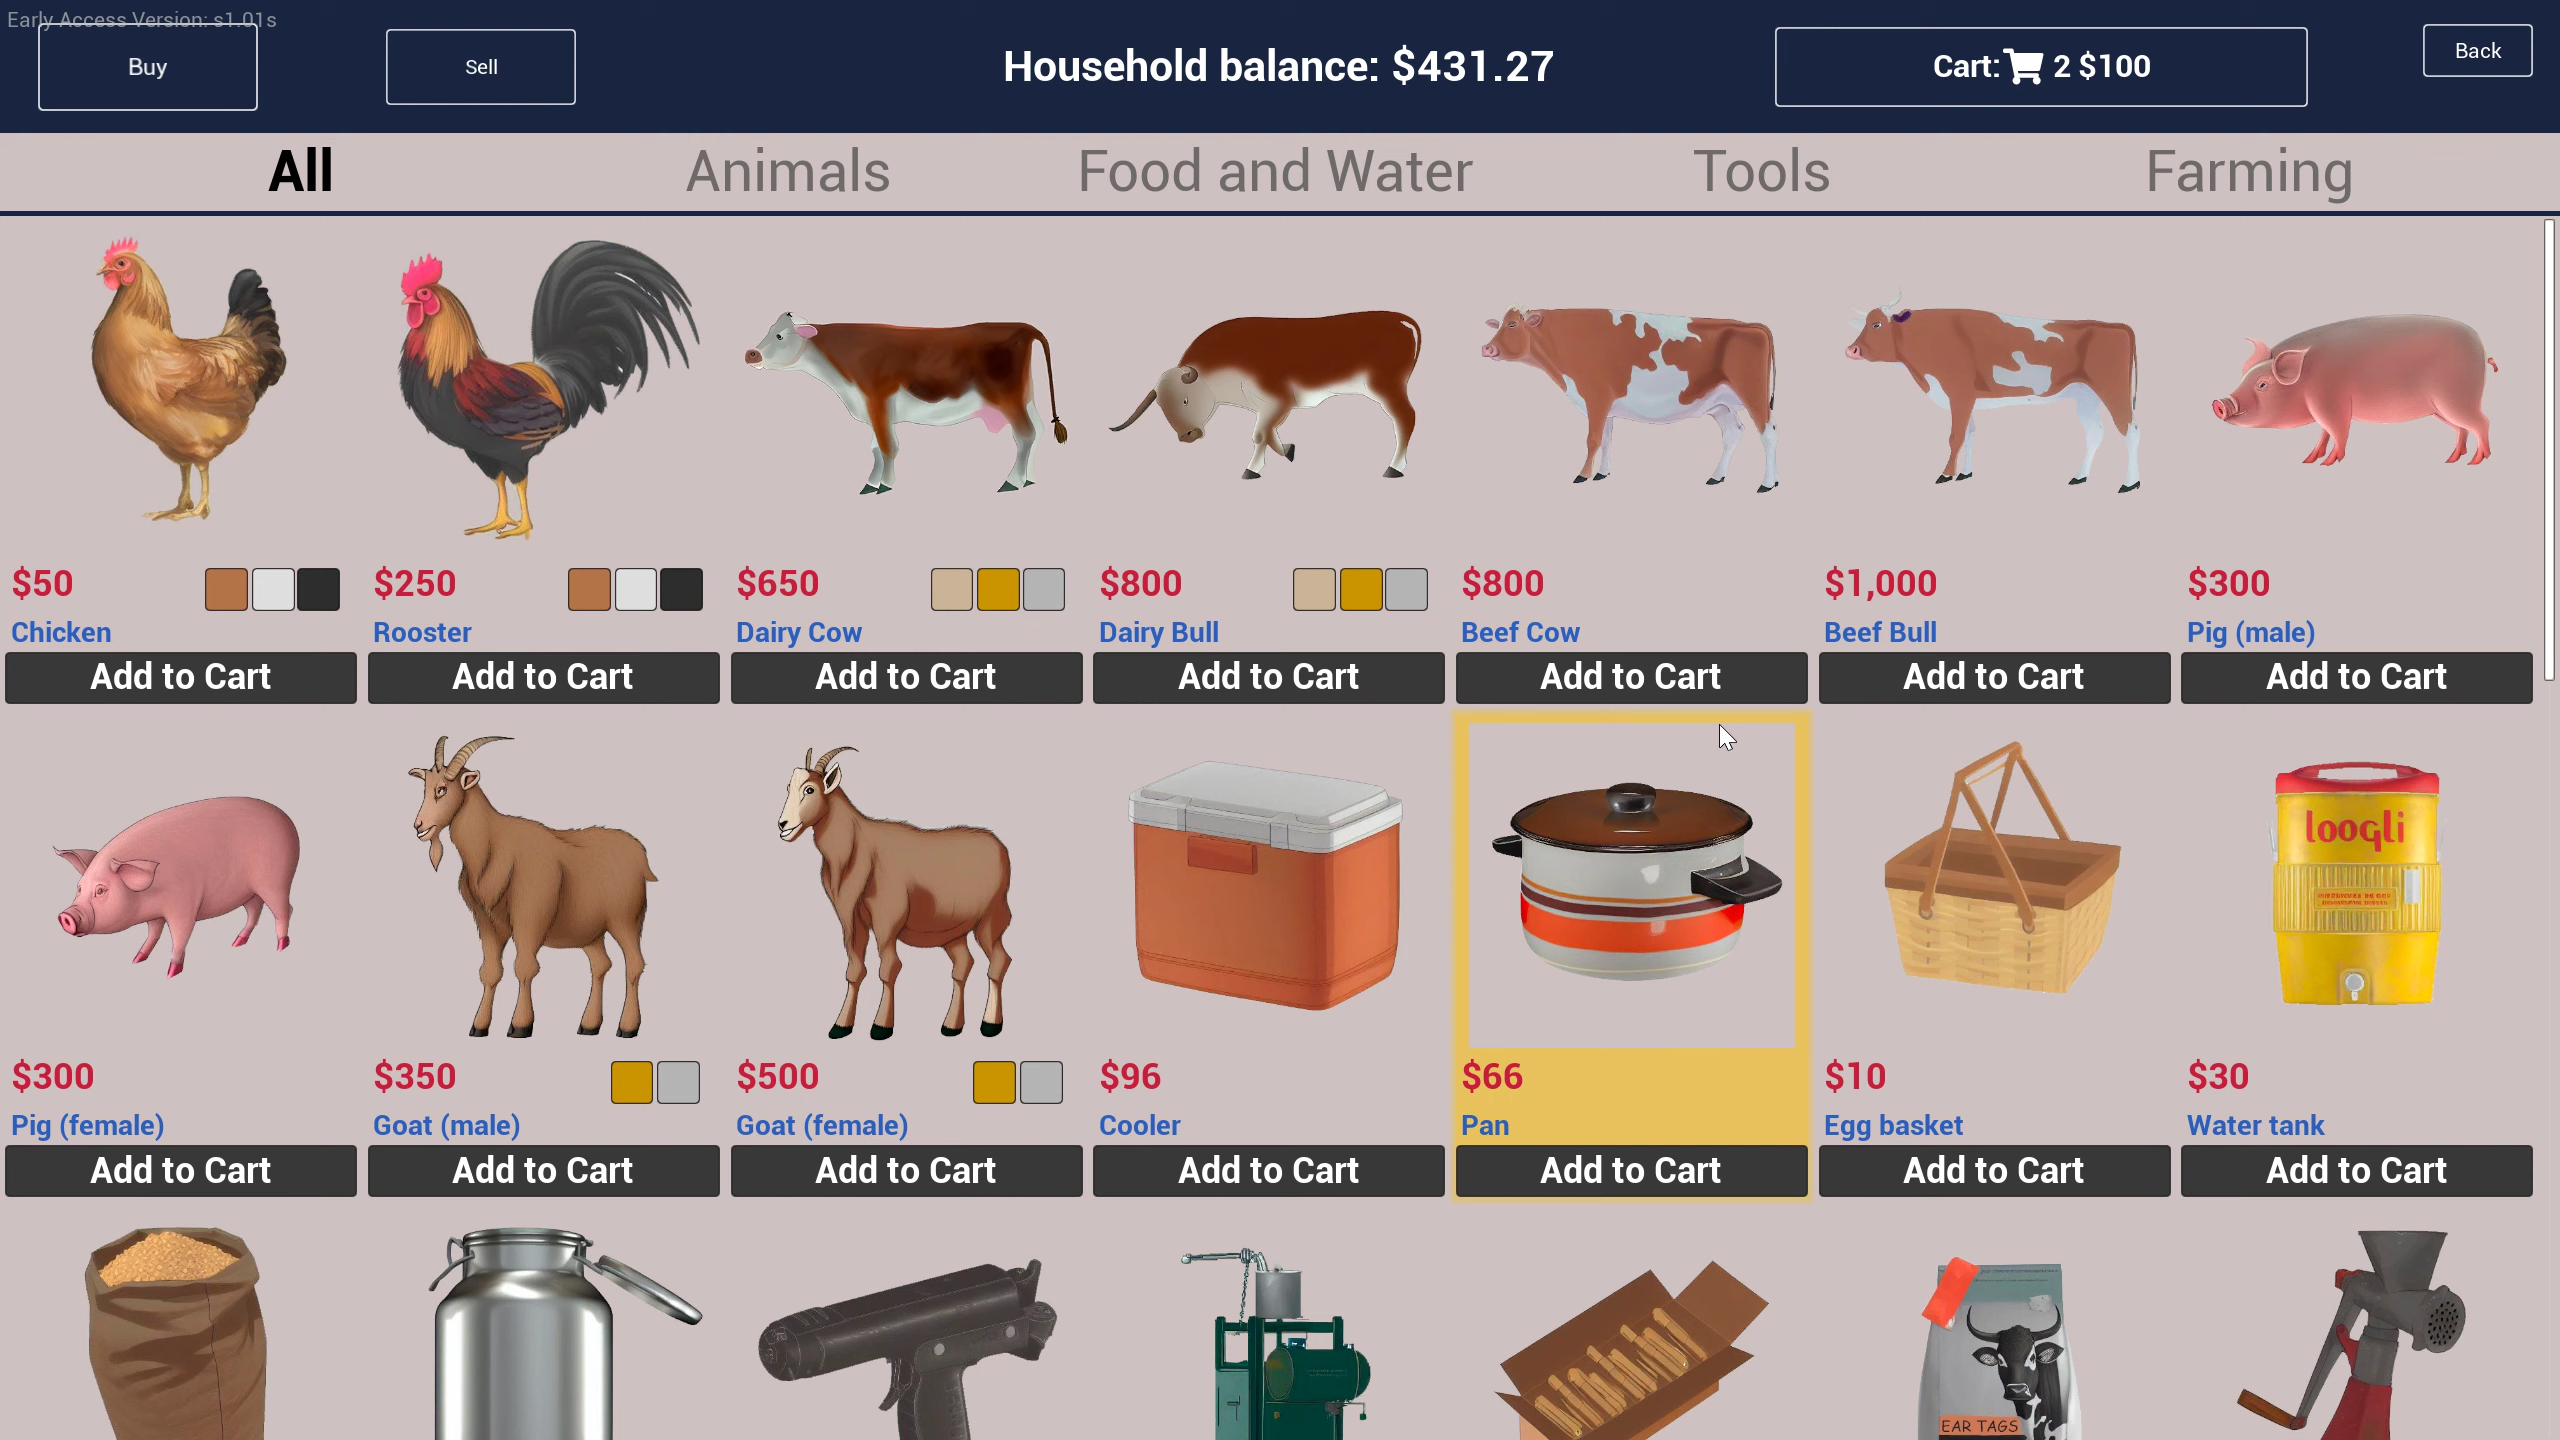 Early Access Version: s1.01s
Buy
Sell
Household balance: $431.27
Cart: 2 $100
Back
All
Animals
Food and Water
Tools
Farming
$50
Chicken
Add to Cart
$250
Rooster
Add to Cart
$650
Dairy Cow
Add to Cart
$800
Dairy Bull
Add to Cart
$800
Beef Cow
Add to Cart
$1,000
Beef Bull
Add to Cart
$300
Pig (male)
Add to Cart
$300
Pig (female)
Add to Cart
$350
Goat (male)
Add to Cart
$500
Goat (female)
Add to Cart
$96
Cooler
Add to Cart
$66
Pan
Add to Cart
$10
Egg basket
Add to Cart
looqli
$30
Water tank
Add to Cart
EAR TAGS